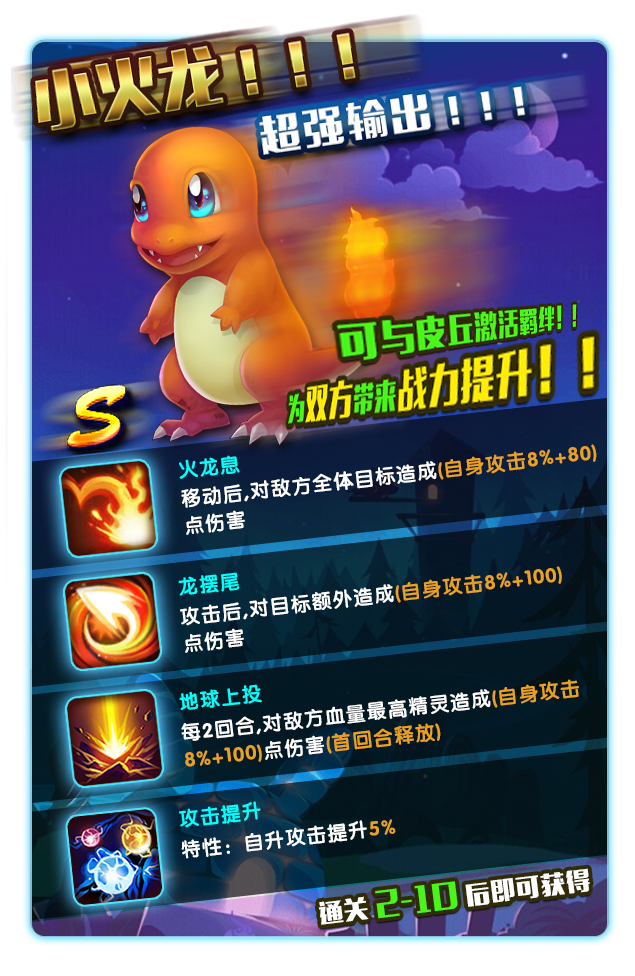 小火龙！！！
超强输出！！！
可与皮丘激活羁绊！！
为双方带来战力提升！！
S
火龙息
移动后,对敌方全体目标造成(自身攻击8%+80)
点伤害
龙摆尾
攻击后,对目标额外造成(自身攻击8%+100)
点伤害
地球上投
每2回合,对敌方血量最高精灵造成(自身攻击
8%+100)点伤害(首回合释放)
攻击提升
特性：自升攻击提升5%
通关2-10后即可获得